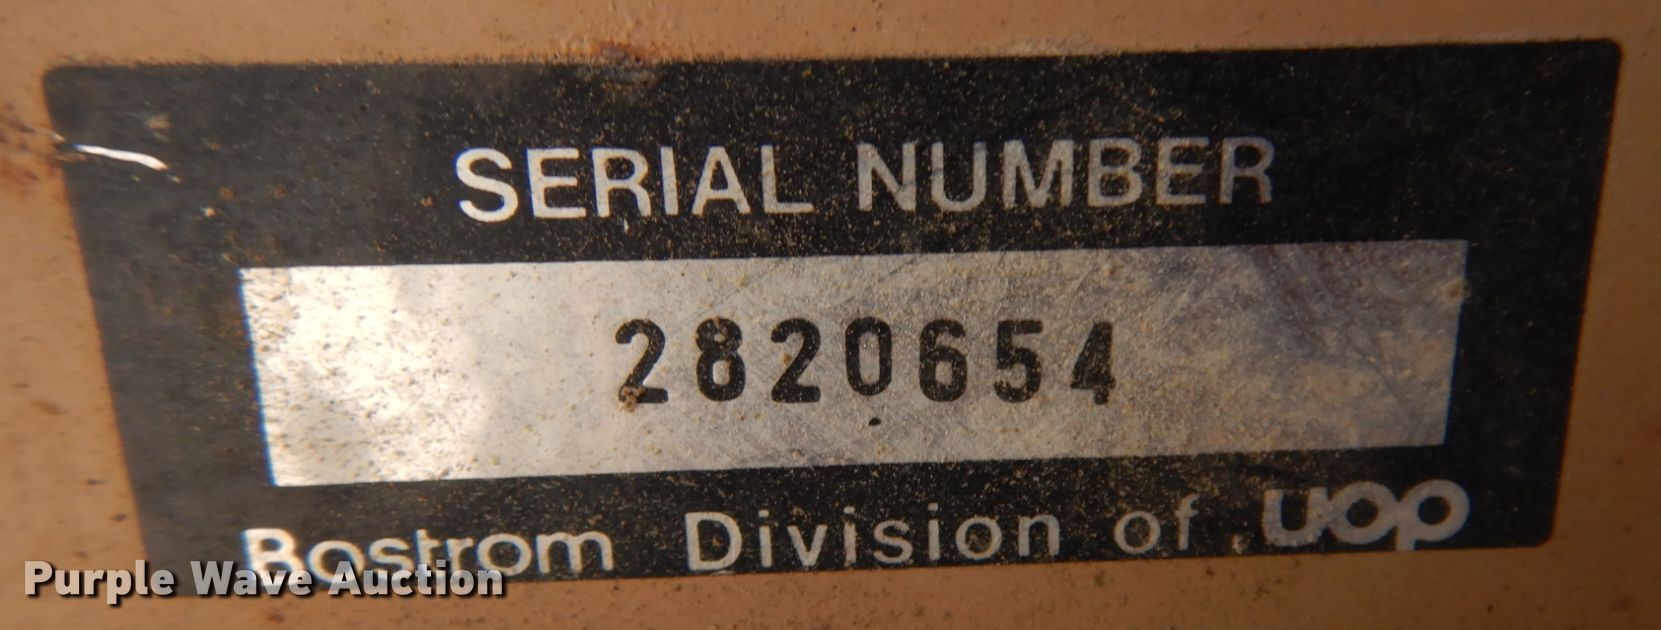 SERIAL NUMBER
2820654
Bostrom Division of uop
Purple Wave Auction